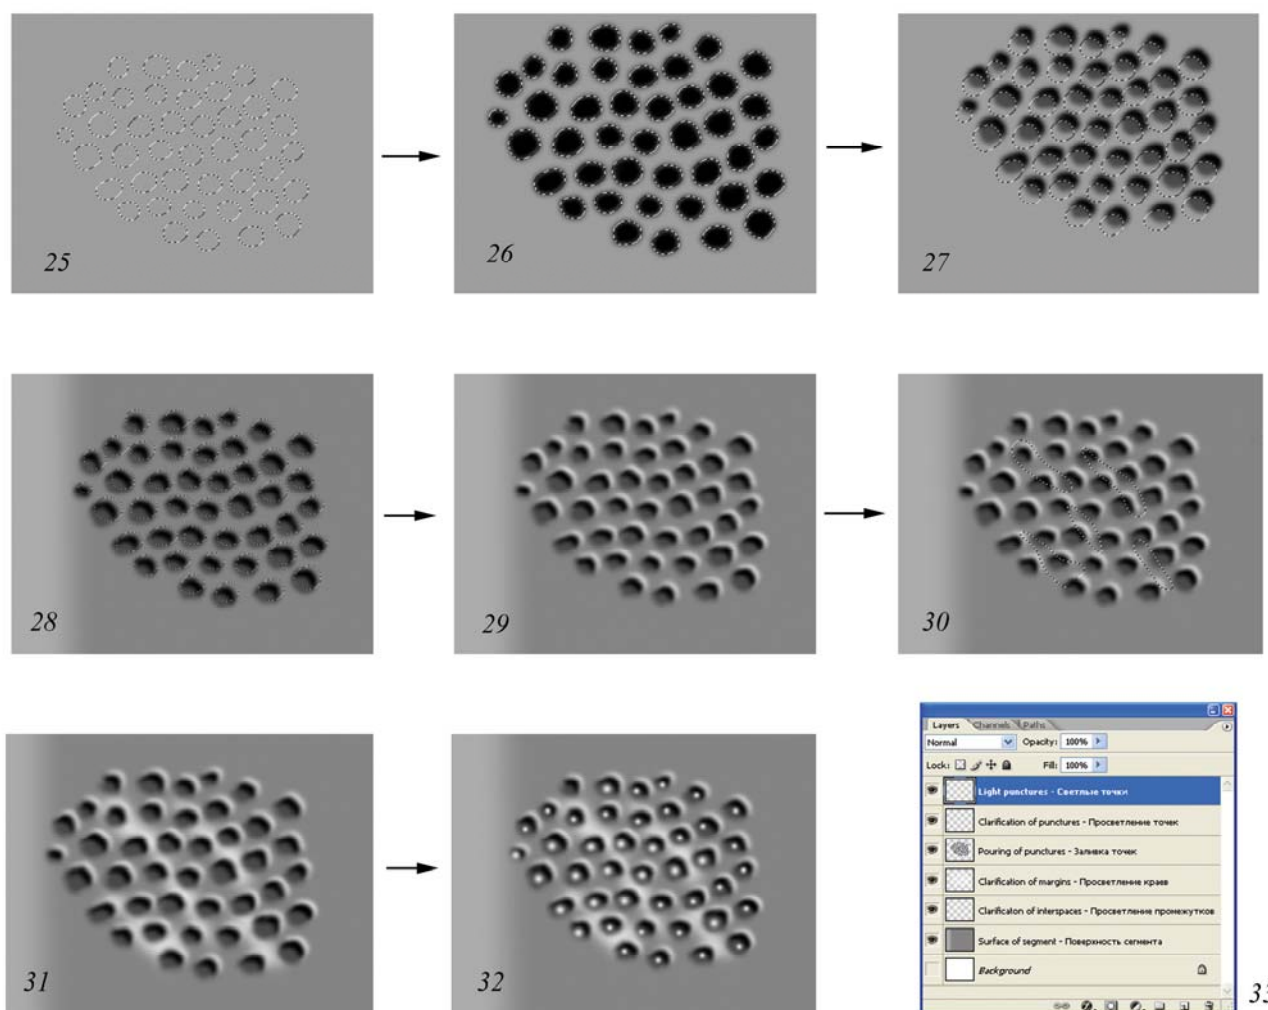 25
26
27
28
29
30
31
32
Layers Channels Paths
Normal Opacity: 100%
Lock: Fill: 100%
Light punctures - Светлые точки
Clarification of punctures - Просветление точек
Pouring of punctures - Заливка точек
Clarification of margins - Просветление краев
Clarificaton of interspaces - Просветление промежутков
Surface of segment - Поверхность сегмента
Background